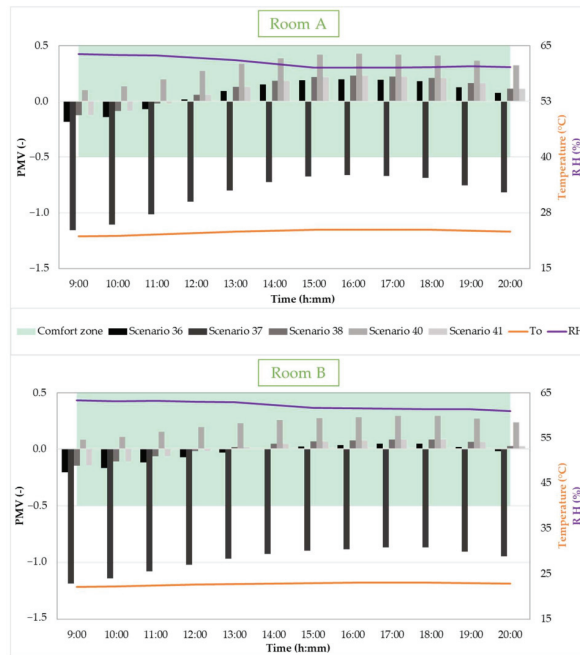 Room A
0.5
0.0
−0.5
−1.0
−1.5
PMV (-)
65
53
40
28
15
Temperature (°C)
RH (%)
9:00 10:00 11:00 12:00 13:00 14:00 15:00 16:00 17:00 18:00 19:00 20:00
Time (h:mm)
Comfort zone Scenario 36 Scenario 37 Scenario 38 Scenario 40 Scenario 41 To RH
Room B
0.5
0.0
−0.5
−1.0
−1.5
PMV (-)
65
55
45
35
25
15
Temperature (°C)
RH (%)
9:00 10:00 11:00 12:00 13:00 14:00 15:00 16:00 17:00 18:00 19:00 20:00
Time (h:mm)